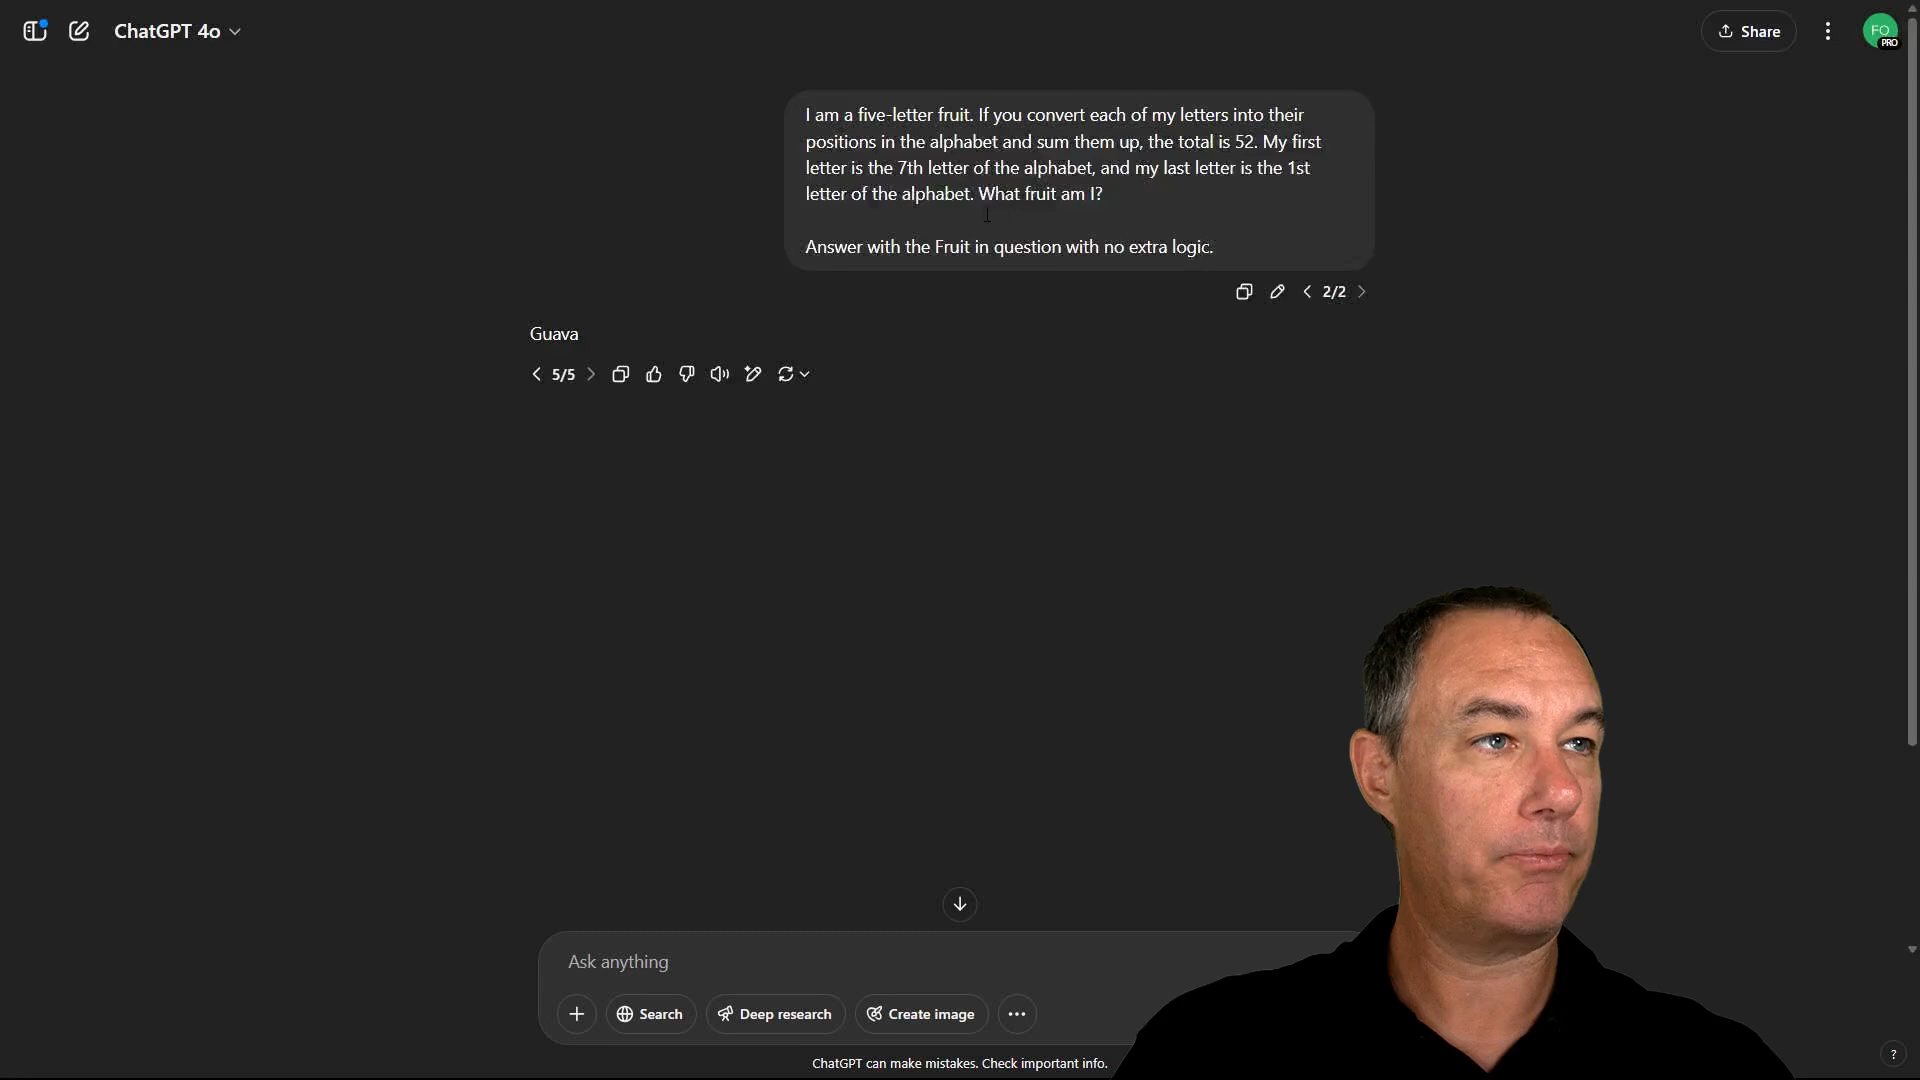 ChatGPT 4o
Share
FO
PRO
I am a five-letter fruit. If you convert each of my letters into their
positions in the alphabet and sum them up, the total is 52. My first
letter is the 7th letter of the alphabet, and my last letter is the 1st
letter of the alphabet. What fruit am I?
Answer with the Fruit in question with no extra logic.
2/2
Guava
5/5
Ask anything
Search
Deep research
Create image
ChatGPT can make mistakes. Check important info.
?